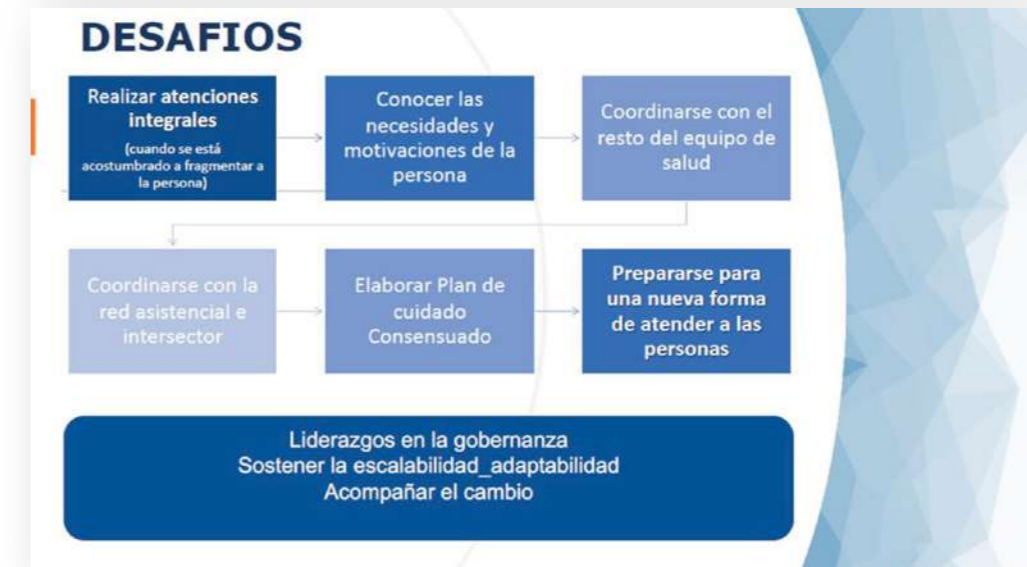 DESAFIOS
Realizar atenciones
integrales
(cuando se está
acostumbrado a fragmentar a
la persona)
Conocer las
necesidades y
motivaciones de la
persona
Coordinarse con el
resto del equipo de
salud
Coordinarse con la
red asistencial e
intersector
Elaborar Plan de
cuidado
Consensuado
Prepararse para
una nueva forma
de atender a las
personas
Liderazgos en la gobernanza
Sostener la escalabilidad_adaptabilidad
Acompañar el cambio